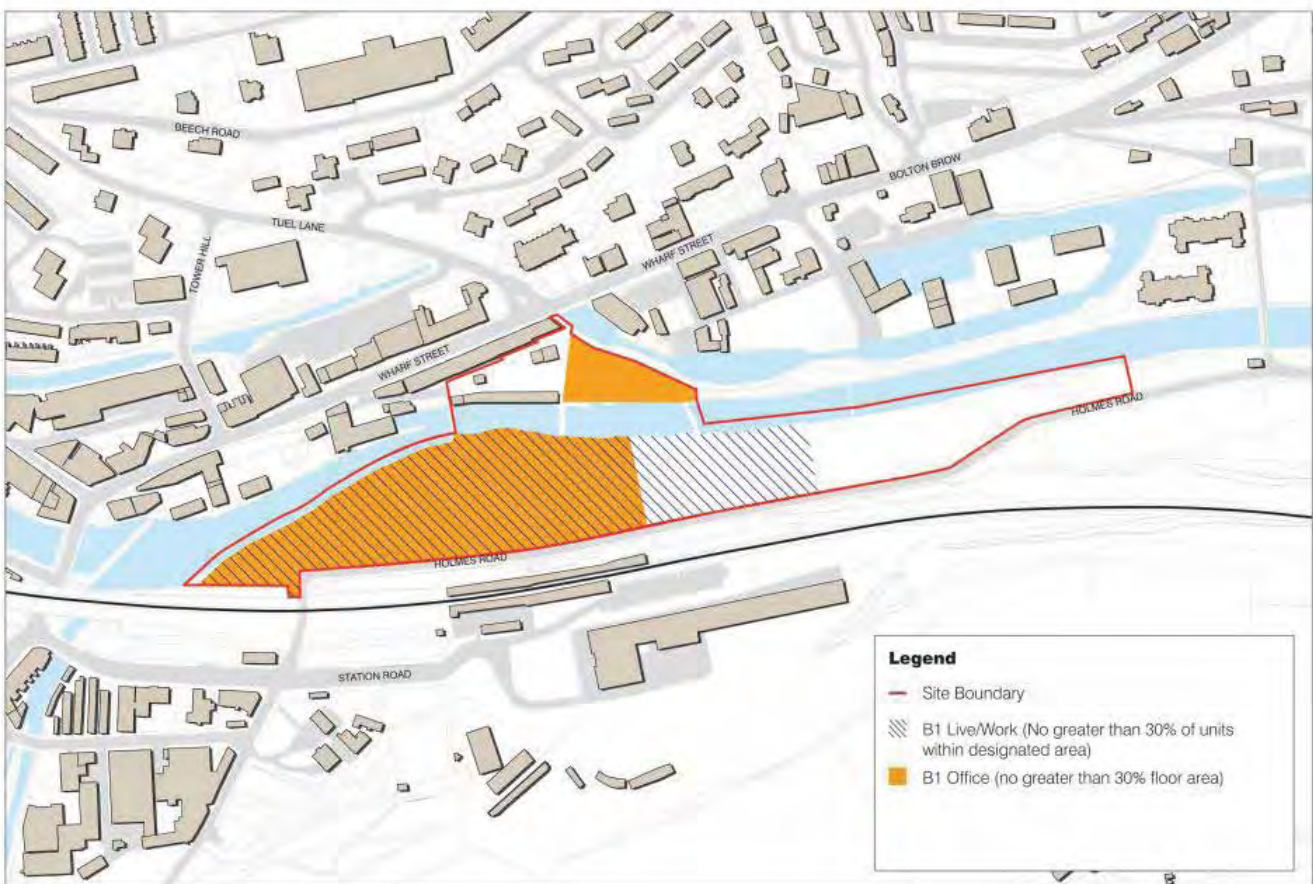 BEECH ROAD
BOLTON BROW
TUEL LANE
TOWER HILL
WHARF STREET
WHARF STREET
HOLMES ROAD
HOLMES ROAD
STATION ROAD
Legend
Site Boundary
B1 Live/Work (No greater than 30% of units
within designated area)
B1 Office (no greater than 30% floor area)